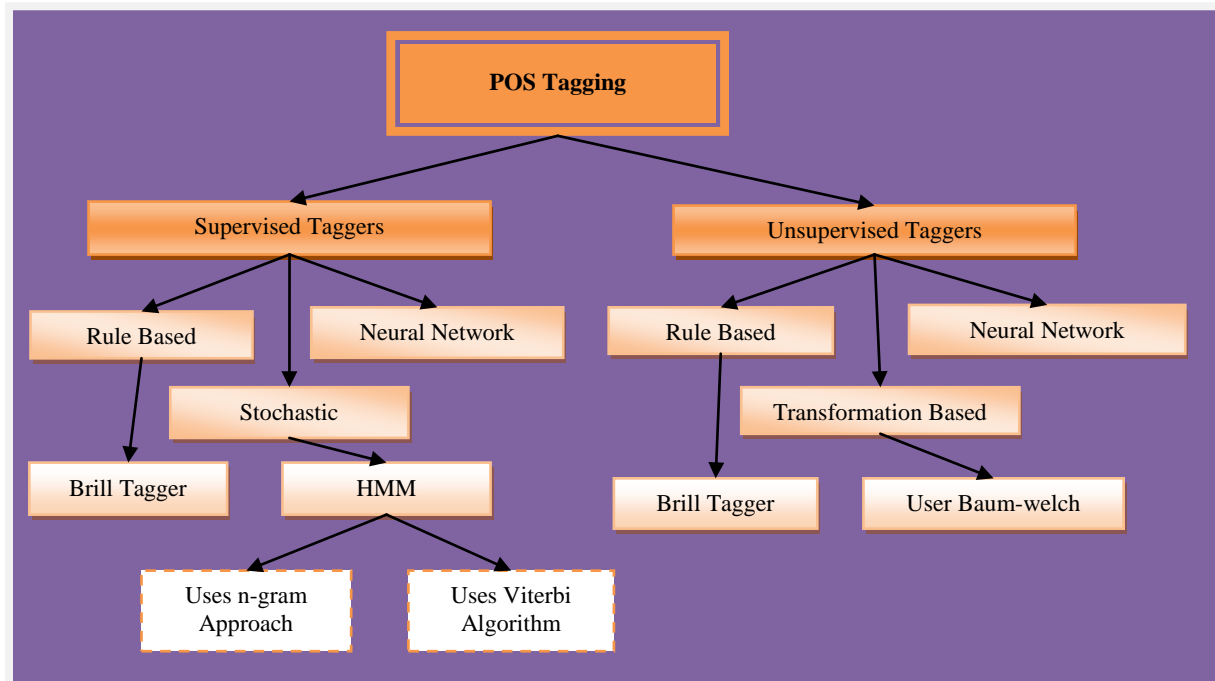 POS Tagging
Supervised Taggers
Unsupervised Taggers
Rule Based
Neural Network
Rule Based
Neural Network
Stochastic
Transformation Based
Brill Tagger
HMM
Brill Tagger
User Baum-welch
Uses n-gram
Approach
Uses Viterbi
Algorithm